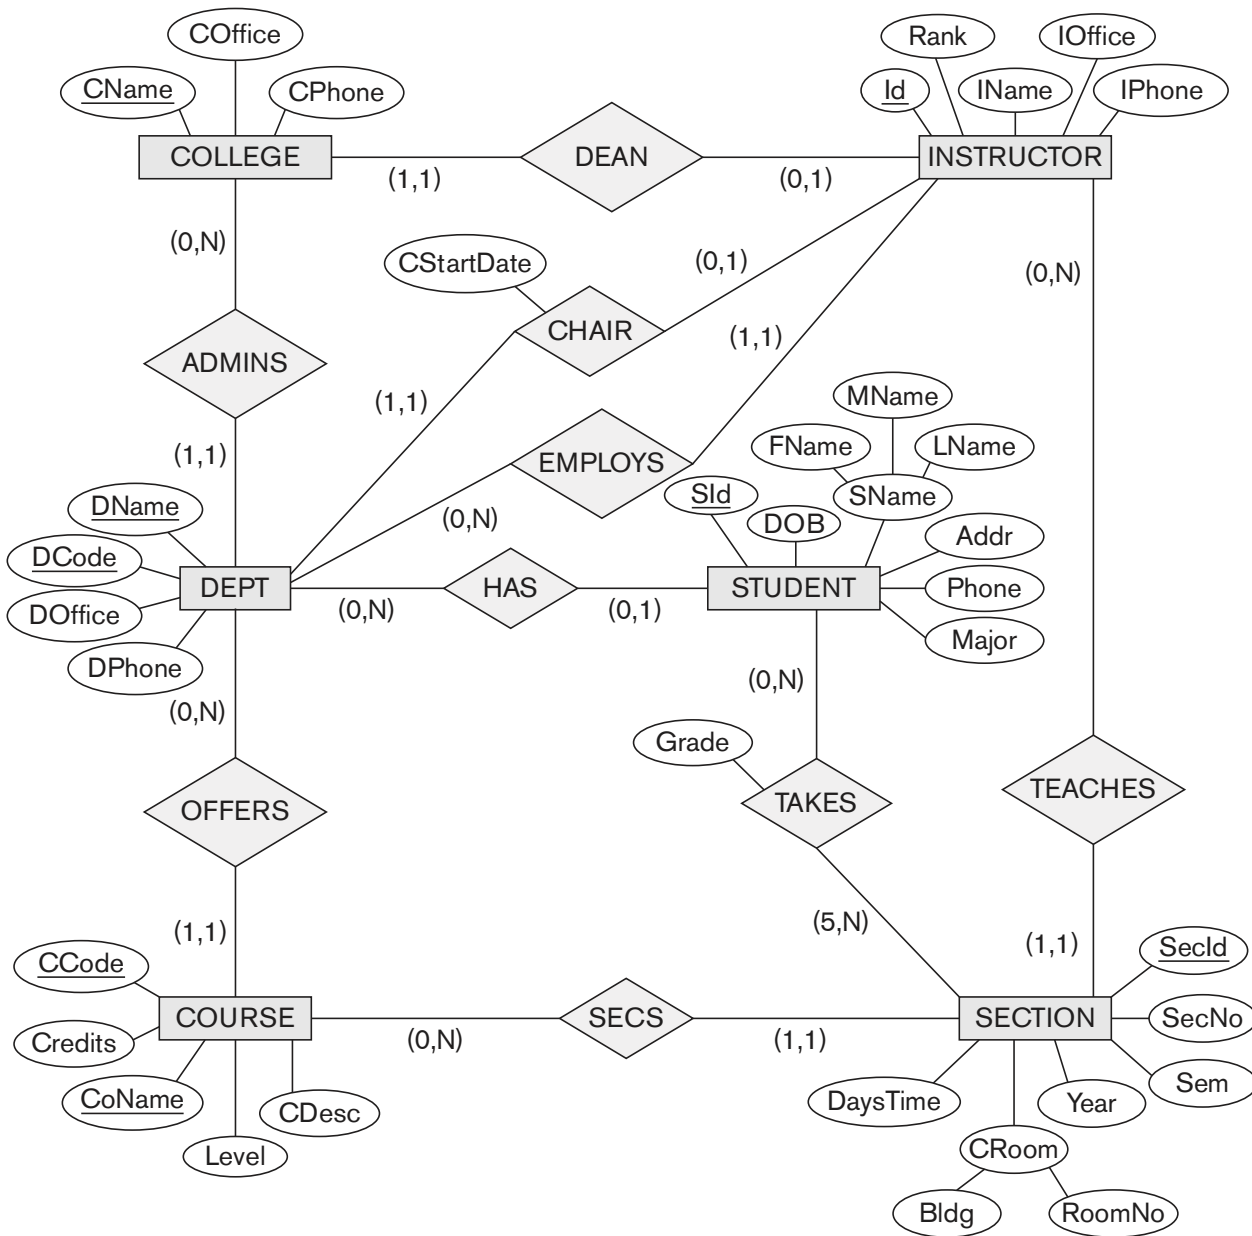 COffice
Rank
IOffice
CName
CPhone
Id
IName
IPhone
COLLEGE
DEAN
INSTRUCTOR
(1,1)
(0,1)
(0,N)
CStartDate
(0,1)
(0,N)
CHAIR
ADMINS
(1,1)
(1,1)
MName
(1,1)
FName
LName
EMPLOYS
SId
SName
DName
(0,N)
DOB
Addr
DCode
DEPT
HAS
STUDENT
Phone
DOffice
(0,N)
(0,1)
Major
DPhone
(0,N)
(0,N)
Grade
OFFERS
TAKES
TEACHES
(1,1)
(5,N)
(1,1)
SecId
CCode
COURSE
SECS
SECTION
SecNo
Credits
(0,N)
(1,1)
Sem
CoName
CDesc
DaysTime
Year
Level
CRoom
Bldg
RoomNo